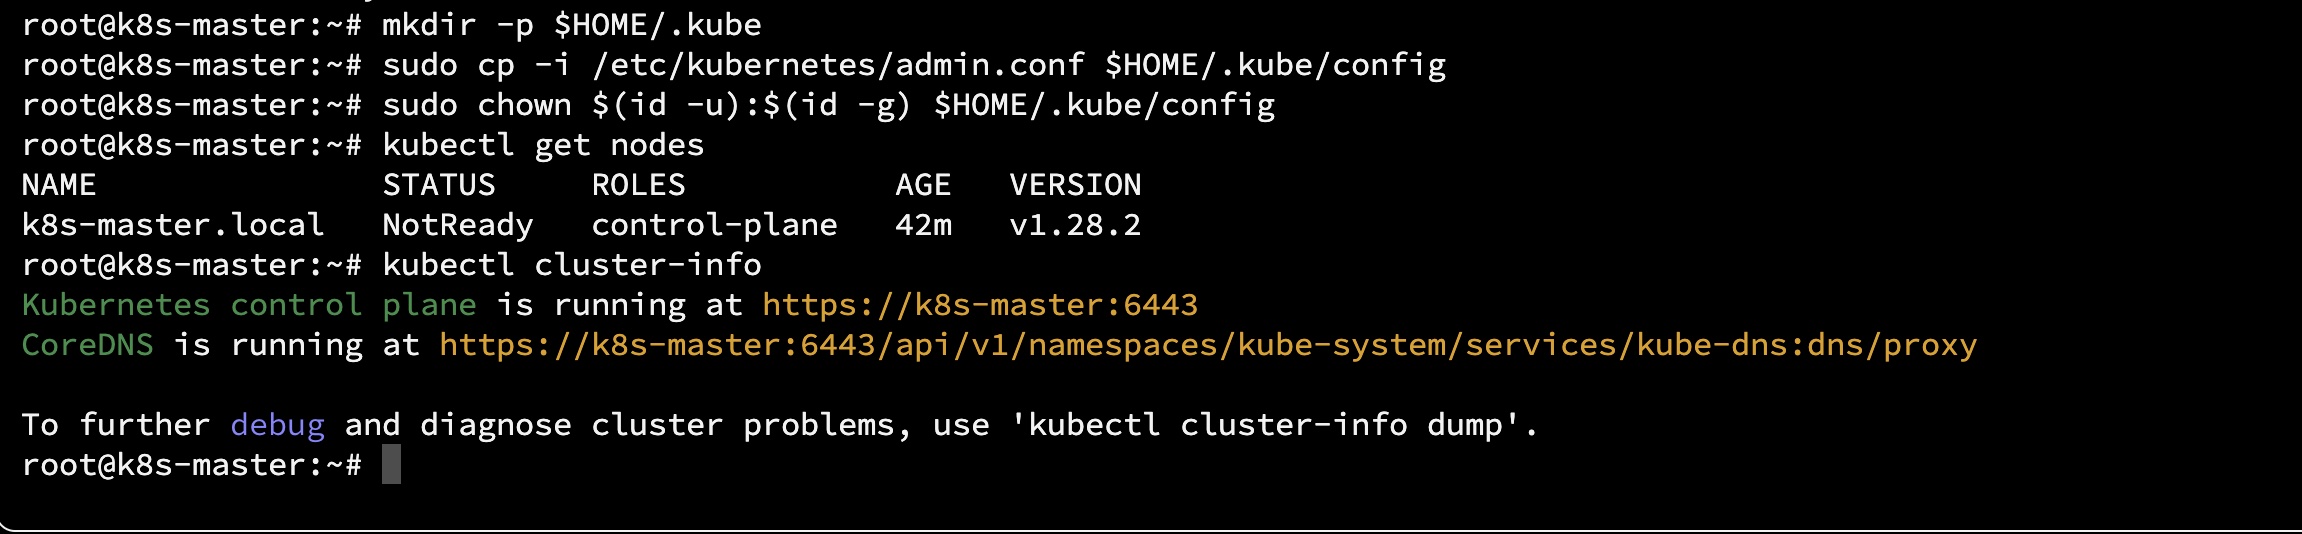 root@k8s-master:~# mkdir -p $HOME/.kube
root@k8s-master:~# sudo cp -i /etc/kubernetes/admin.conf $HOME/.kube/config
root@k8s-master:~# sudo chown $(id -u):$(id -g) $HOME/.kube/config
root@k8s-master:~# kubectl get nodes
NAME               STATUS     ROLES           AGE   VERSION
k8s-master.local   NotReady   control-plane   42m   v1.28.2
root@k8s-master:~# kubectl cluster-info
Kubernetes control plane is running at https://k8s-master:6443
CoreDNS is running at https://k8s-master:6443/api/v1/namespaces/kube-system/services/kube-dns:dns/proxy

To further debug and diagnose cluster problems, use 'kubectl cluster-info dump'.
root@k8s-master:~#